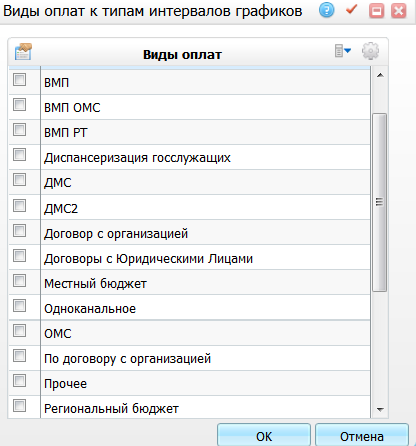 Виды оплат к типам интервалов графиков
Виды оплат
ВМП
ВМП ОМС
ВМП РТ
Диспансеризация госслужащих
ДМС
ДМС2
Договор с организацией
Договоры с Юридическими Лицами
Местный бюджет
Одноканальное
ОМС
По договору с организацией
Прочее
Региональный бюджет
OK Отмена